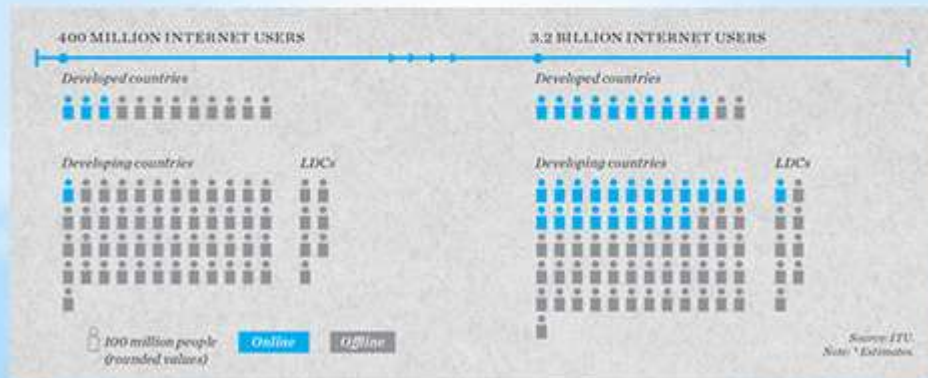 400 MILLION INTERNET USERS
3.2 BILLION INTERNET USERS
Developed countries
Developed countries
Developing countries
LDCs
Developing countries
LDCs
100 million people
(rounded values)
Online
Offline
Source: ITU.
Note: * Estimates